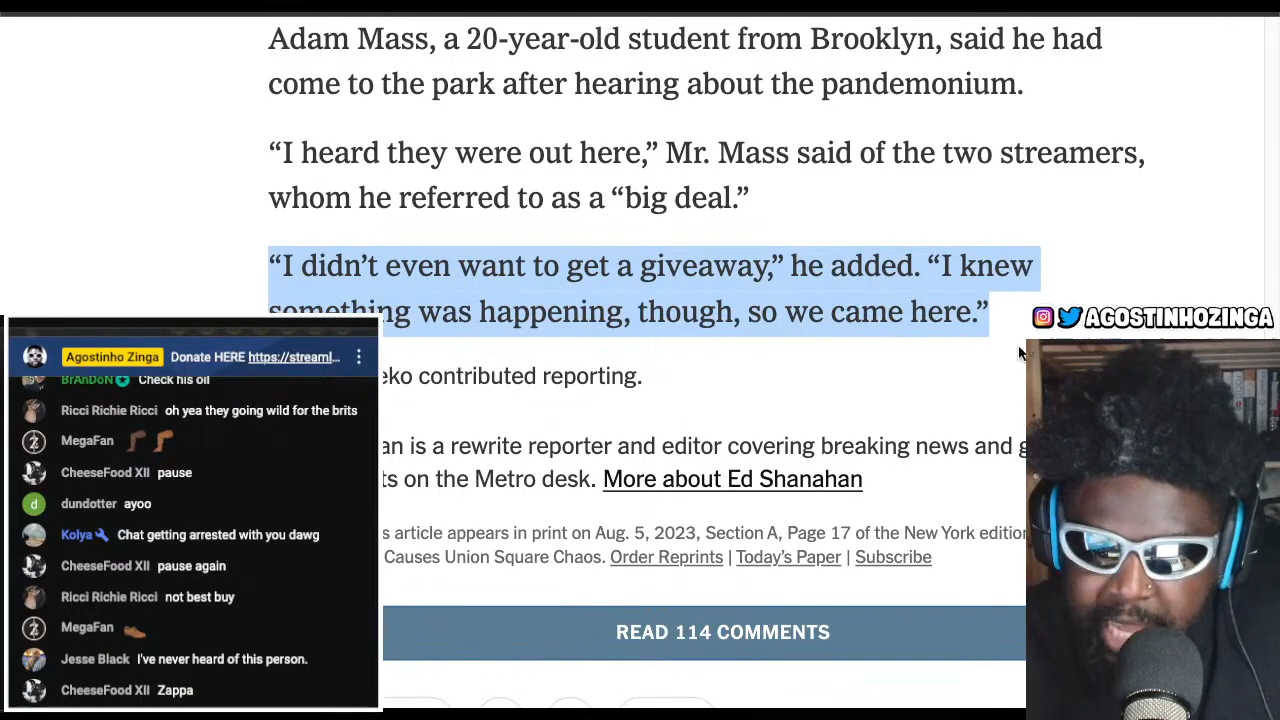 Adam Mass, a 20-year-old student from Brooklyn, said he had
come to the park after hearing about the pandemonium.
“I heard they were out here,” Mr. Mass said of the two streamers,
whom he referred to as a “big deal.”
“I didn’t even want to get a giveaway,” he added. “I knew
something was happening, though, so we came here.”
AGOSTINHOZINGA
eko contributed reporting.
an is a rewrite reporter and editor covering breaking news and g
ts on the Metro desk. More about Ed Shanahan
s article appears in print on Aug. 5, 2023, Section A, Page 17 of the New York edition
Causes Union Square Chaos. Order Reprints | Today’s Paper | Subscribe
READ 114 COMMENTS
Agostinho Zinga Donate HERE https://streaml...
BrAnDoN Check his oil
Ricci Richie Ricci oh yea they going wild for the brits
MegaFan
CheeseFood XII pause
d dundotter ayoo
Kolya Chat getting arrested with you dawg
CheeseFood XII pause again
Ricci Richie Ricci not best buy
MegaFan
Jesse Black I've never heard of this person.
CheeseFood XII Zappa